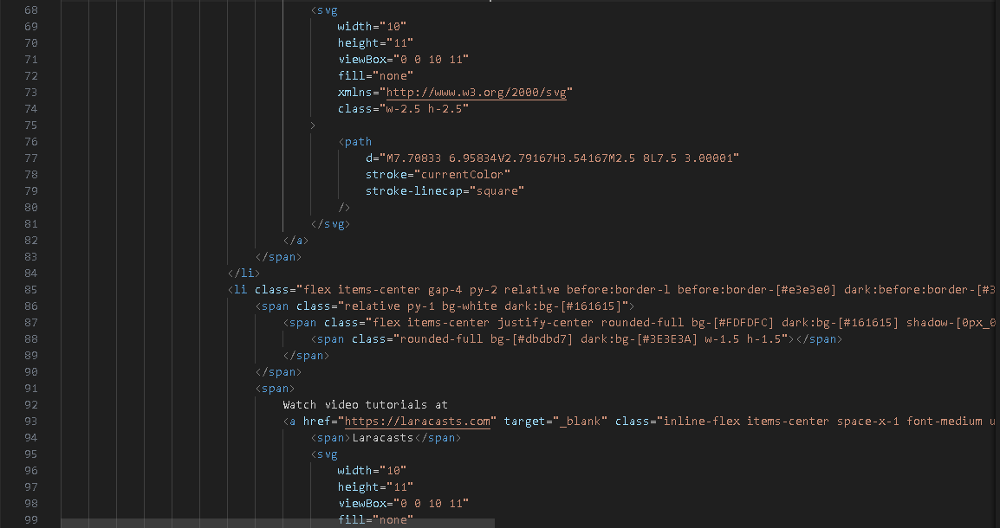 68 <svg
69 width="10"
70 height="11"
71 viewBox="0 0 10 11"
72 fill="none"
73 xmlns="http://www.w3.org/2000/svg"
74 class="w-2.5 h-2.5"
75 >
76 <path
77 d="M7.70833 6.95834V2.79167H3.54167M2.5 8L7.5 3.00001"
78 stroke="currentColor"
79 stroke-linecap="square"
80 />
81 </svg>
82 </a>
83 </span>
84 </li>
85 <li class="flex items-center gap-4 py-2 relative before:border-l before:border-[#e3e3e0] dark:before:border-[#3
86 <span class="relative py-1 bg-white dark:bg-[#161615]">
87 <span class="flex items-center justify-center rounded-full bg-[#FDFDFC] dark:bg-[#161615] shadow-[0px_0
88 <span class="rounded-full bg-[#dbdbd7] dark:bg-[#3E3E3A] w-1.5 h-1.5"></span>
89 </span>
90 </span>
91 <span>
92 Watch video tutorials at
93 <a href="https://laracasts.com" target="_blank" class="inline-flex items-center space-x-1 font-medium u
94 <span>Laracasts</span>
95 <svg
96 width="10"
97 height="11"
98 viewBox="0 0 10 11"
99 fill="none"